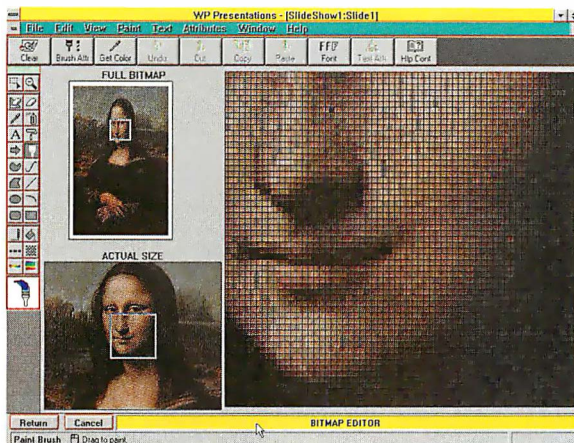 WP Presentations - [SlideShow1:Slide1]
File Edit View Paint Text Attributes Window Help
Clear Brush Attr Get Color Undo Cut Copy Paste Font Text Attr Hlp Cont
FULL BITMAP
ACTUAL SIZE
Return Cancel BITMAP EDITOR
Paint Brush Drag to paint.